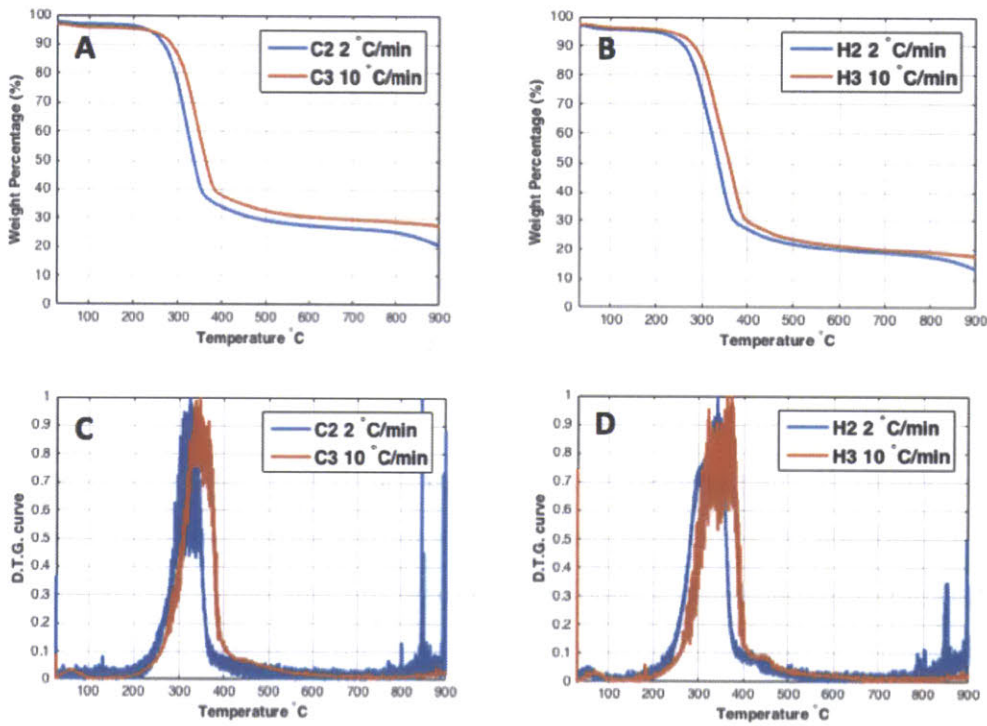 A
C2 2 °C/min
C3 10 °C/min
Weight Percentage (%)
100
90
80
70
60
50
40
30
20
10
0
100 200 300 400 500 600 700 800 900
Temperature °C
B
H2 2 °C/min
H3 10 °C/min
Weight Percentage (%)
100
90
80
70
60
50
40
30
20
10
0
100 200 300 400 500 600 700 800 900
Temperature °C
C
C2 2 °C/min
C3 10 °C/min
D.T.G. curve
1
0.9
0.8
0.7
0.6
0.5
0.4
0.3
0.2
0.1
0
100 200 300 400 500 600 700 800 900
Temperature °C
D
H2 2 °C/min
H3 10 °C/min
D.T.G. curve
1
0.9
0.8
0.7
0.6
0.5
0.4
0.3
0.2
0.1
0
100 200 300 400 500 600 700 800 900
Temperature °C